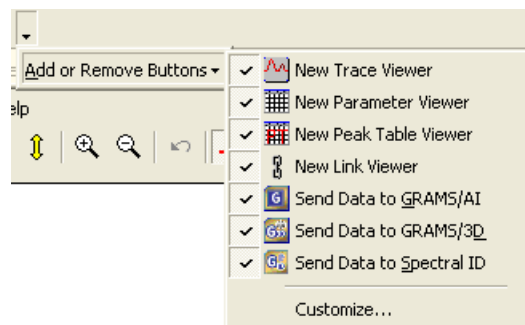 Add or Remove Buttons
elp
New Trace Viewer
New Parameter Viewer
New Peak Table Viewer
New Link Viewer
Send Data to GRAMS/AI
Send Data to GRAMS/3D
Send Data to Spectral ID
Customize...